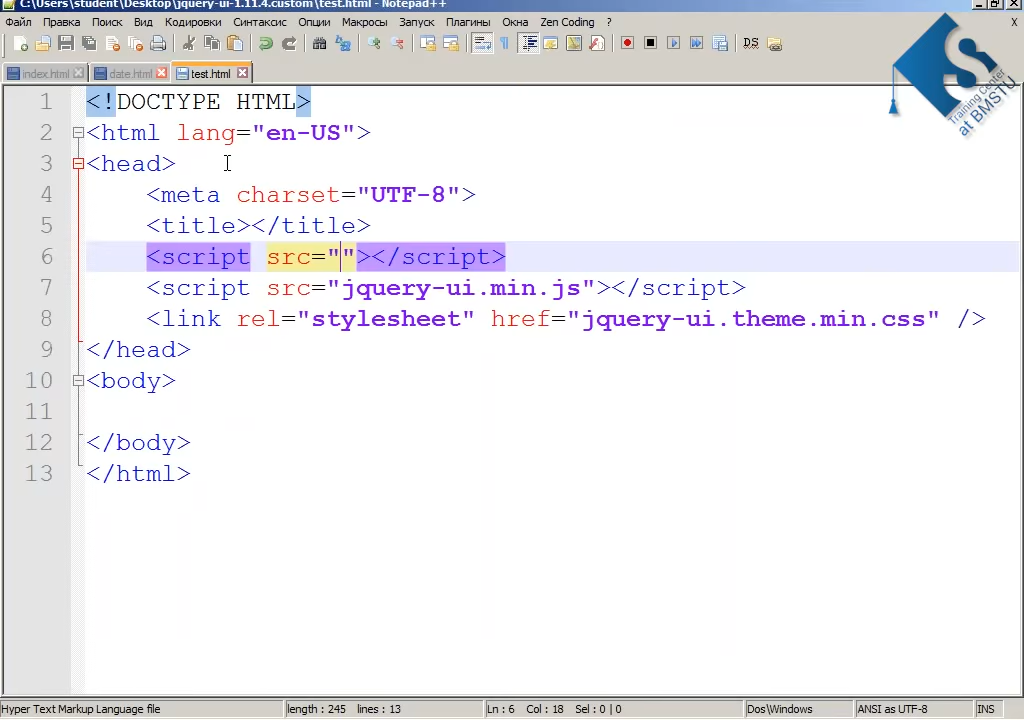 C:\Users\student\Desktop\jquery-ui-1.11.4.custom\test.html - Notepad++
Файл Правка Поиск Вид Кодировки Синтаксис Опции Макросы Запуск Плагины Окна Zen Coding ? X
index.html date.html test.html
1 <!DOCTYPE HTML>
2 <html lang="en-US">
3 <head>
4 <meta charset="UTF-8">
5 <title></title>
6 <script src=""></script>
7 <script src="jquery-ui.min.js"></script>
8 <link rel="stylesheet" href="jquery-ui.theme.min.css" />
9 </head>
10 <body>
11
12 </body>
13 </html>
Training Center
at BMSTU
Hyper Text Markup Language file length : 245 lines : 13 Ln : 6 Col : 18 Sel : 0 | 0 Dos\Windows ANSI as UTF-8 INS